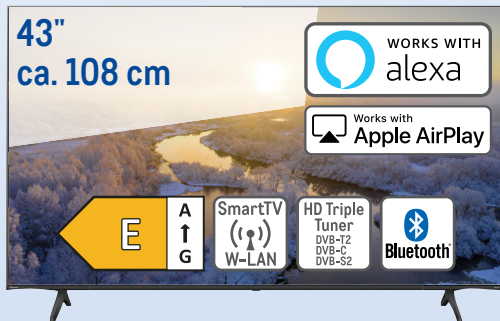 43"
ca. 108 cm
WORKS WITH
alexa
Works with
Apple AirPlay
E
A
↑
G
SmartTV
W-LAN
HD Triple
Tuner
DVB-T2
DVB-C
DVB-S2
Bluetooth